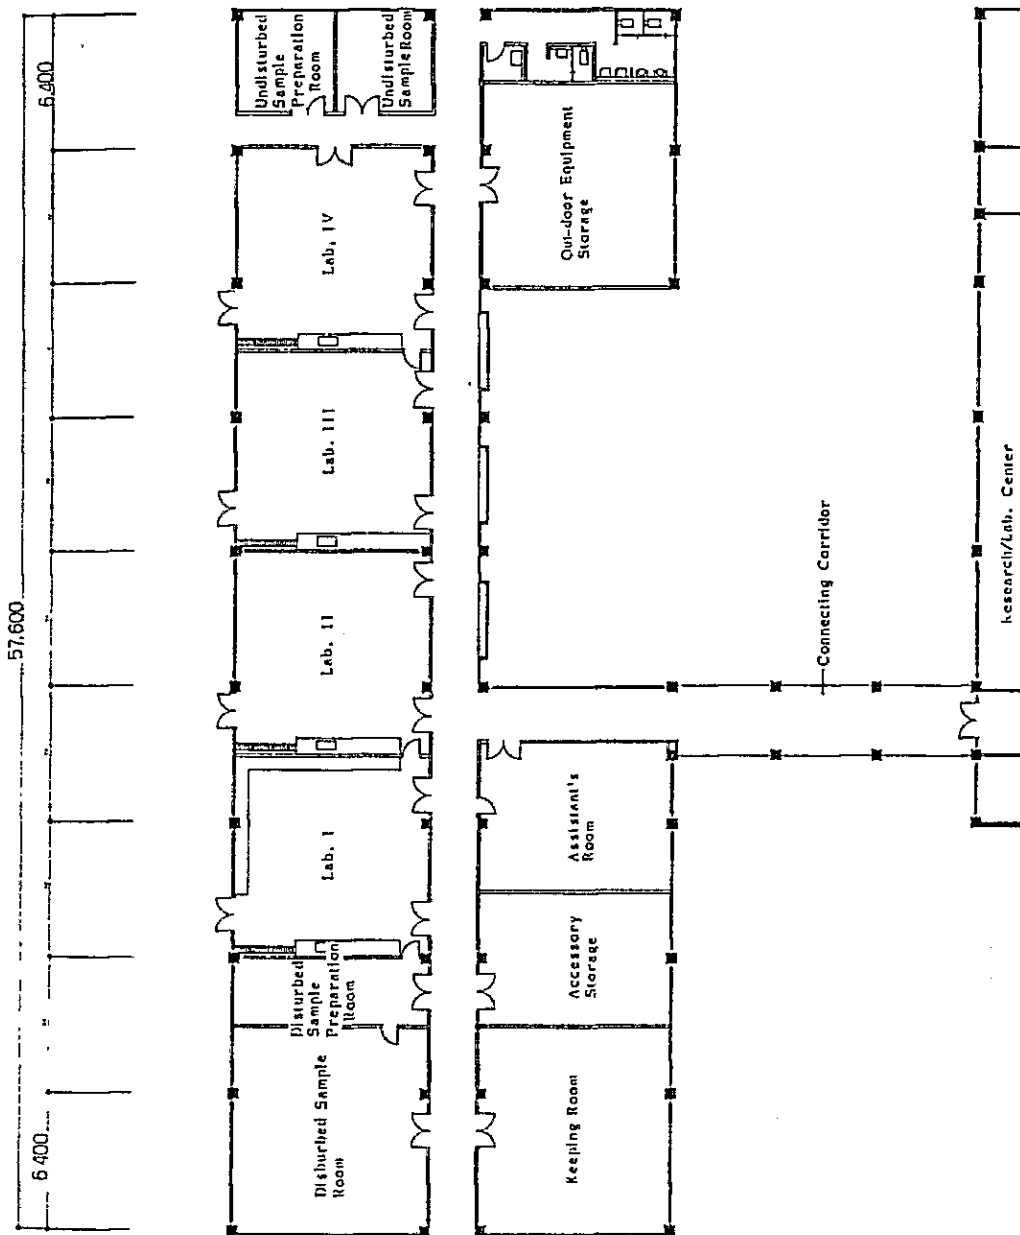 57.600
6.400
6.400
Undisturbed
Sample
Preparation
Room
Undisturbed
Sample Room
Lab. IV
Lab. III
Lab. II
Lab. I
Disturbed
Sample
Preparation
Room
Disburbed Sample
Room
Out-door Equipment
Storage
Assistant's
Room
Accessory
Storage
Keeping Room
Connecting Corridor
Research/Lab. Center